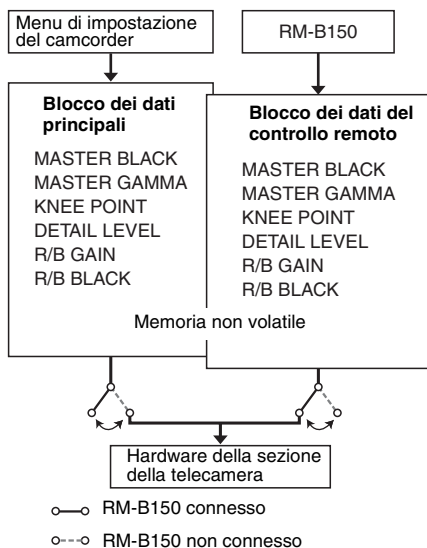 Menu di impostazione
del camcorder
RM-B150
Blocco dei dati
principali
MASTER BLACK
MASTER GAMMA
KNEE POINT
DETAIL LEVEL
R/B GAIN
R/B BLACK
Blocco dei dati del
controllo remoto
MASTER BLACK
MASTER GAMMA
KNEE POINT
DETAIL LEVEL
R/B GAIN
R/B BLACK
Memoria non volatile
Hardware della sezione
della telecamera
RM-B150 connesso
RM-B150 non connesso